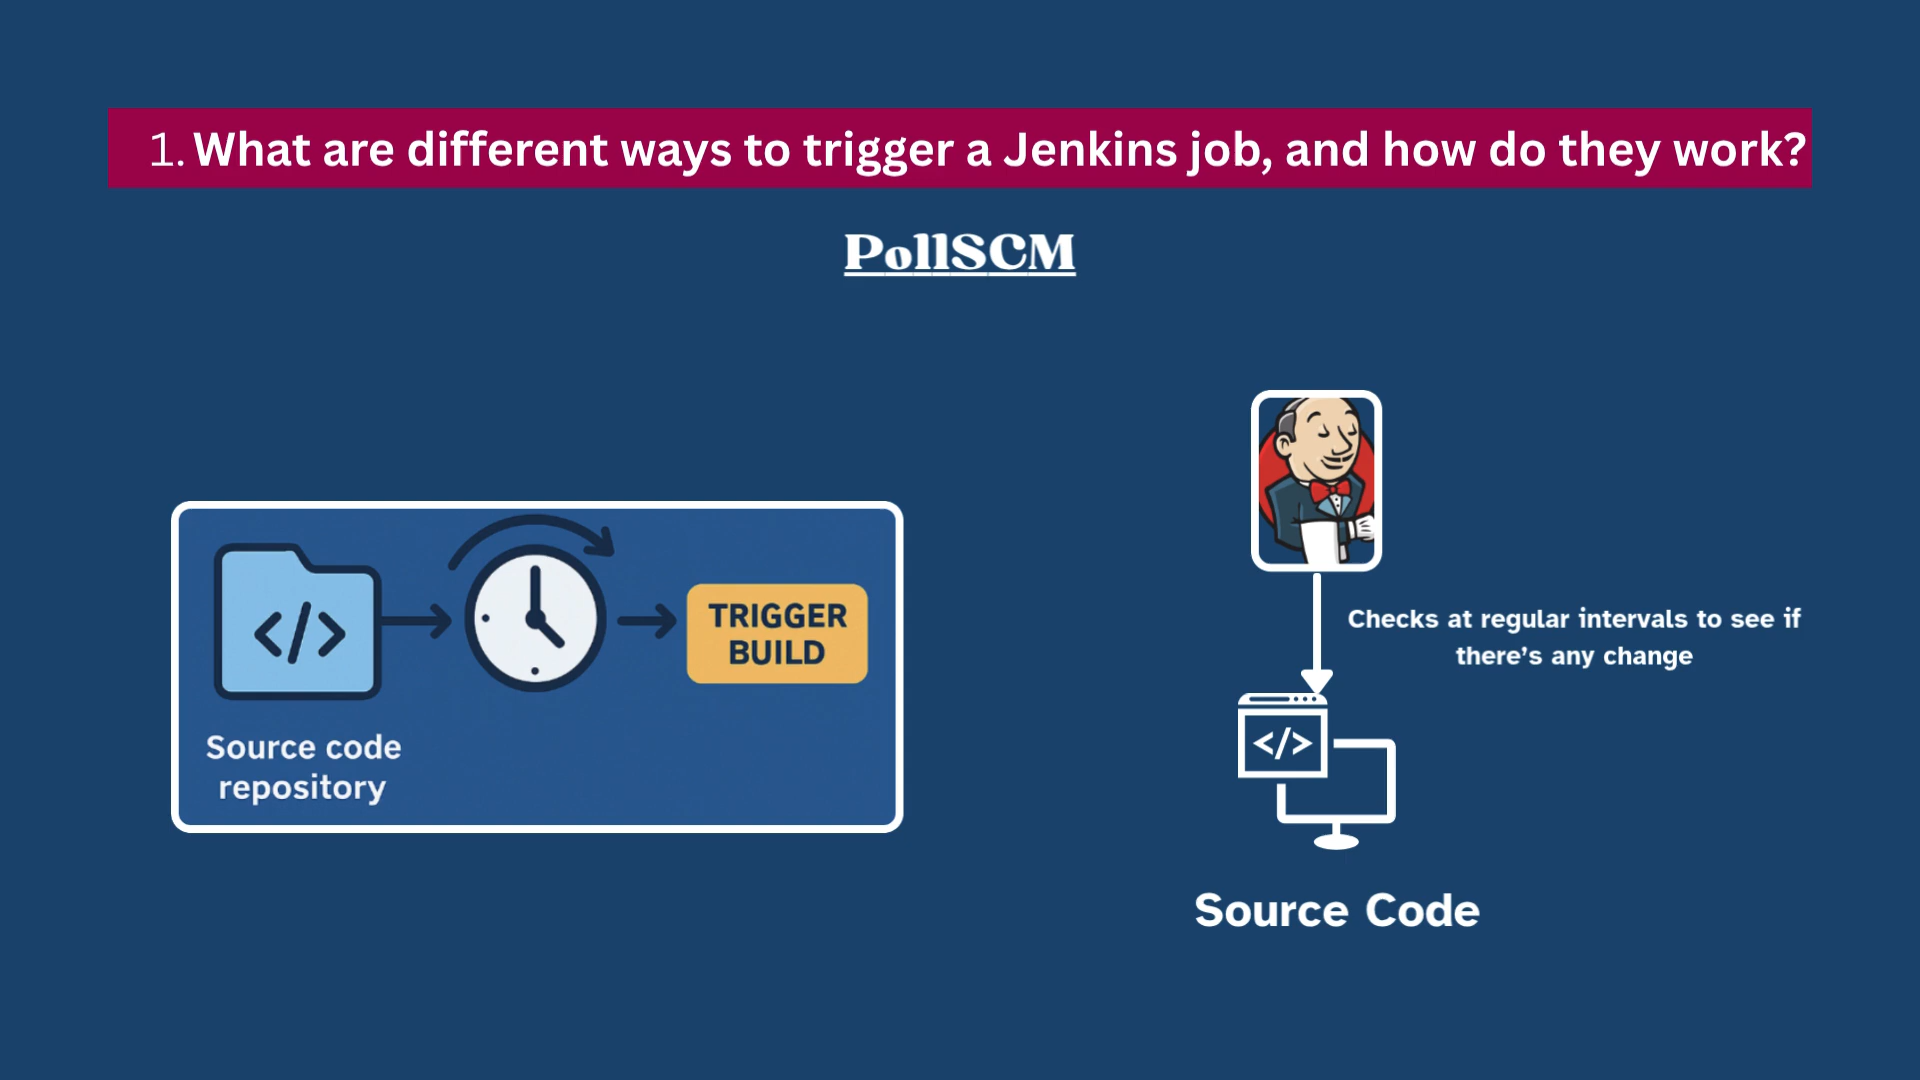 1. What are different ways to trigger a Jenkins job, and how do they work?
PollSCM
TRIGGER
BUILD
Source code
repository
Checks at regular intervals to see if
there's any change
</>
</>
Source Code